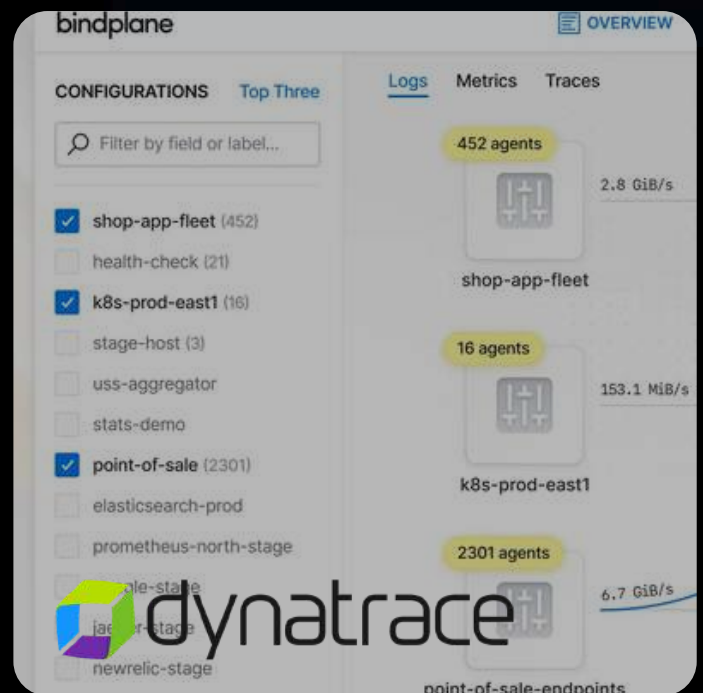 bindplane
OVERVIEW
CONFIGURATIONS Top Three
Filter by field or label...
shop-app-fleet (452)
health-check (21)
k8s-prod-east1 (16)
stage-host (3)
uss-aggregator
stats-demo
point-of-sale (2301)
elasticsearch-prod
prometheus-north-stage
newrelic-stage
Logs Metrics Traces
452 agents
2.8 GiB/s
shop-app-fleet
16 agents
153.1 MiB/s
k8s-prod-east1
2301 agents
6.7 GiB/s
point-of-sale-endpoints
dynatrace